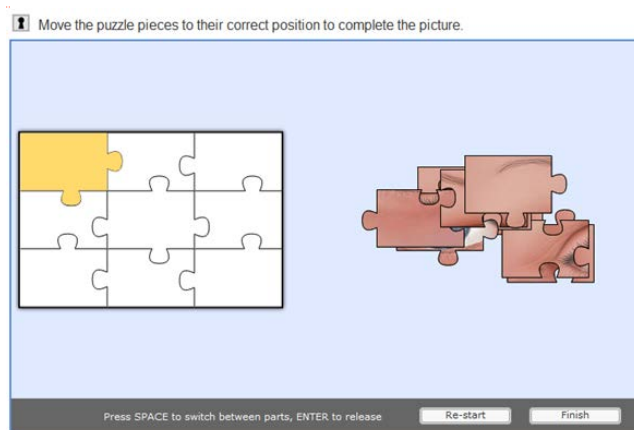 Move the puzzle pieces to their correct position to complete the picture.
Press SPACE to switch between parts, ENTER to release
Re-start
Finish